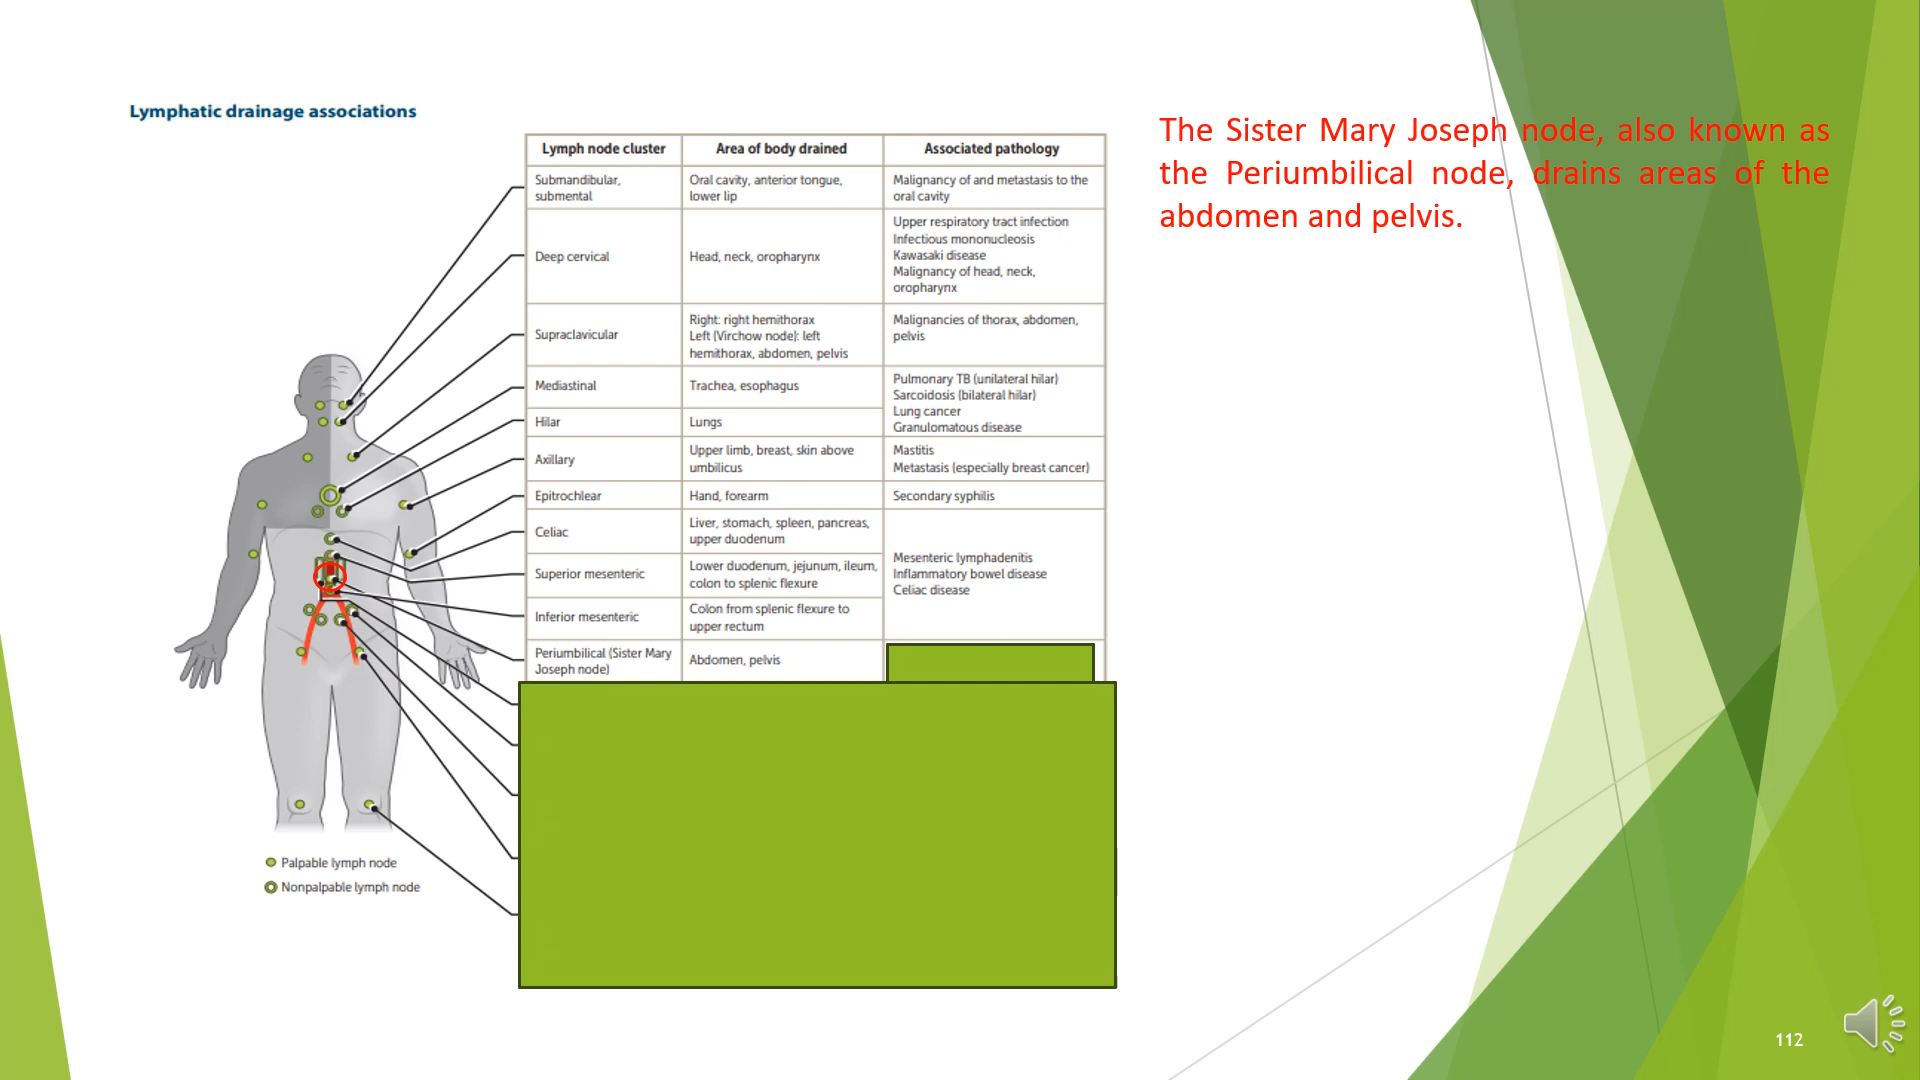 Lymphatic drainage associations
Lymph node cluster Area of body drained Associated pathology
Submandibular, submental Oral cavity, anterior tongue, lower lip Malignancy of and metastasis to the oral cavity
Deep cervical Head, neck, oropharynx Upper respiratory tract infection
Infectious mononucleosis
Kawasaki disease
Malignancy of head, neck, oropharynx
Supraclavicular Right: right hemithorax
Left (Virchow node): left hemithorax, abdomen, pelvis
Malignancies of thorax, abdomen, pelvis
Mediastinal Trachea, esophagus
Pulmonary TB (unilateral hilar)
Sarcoidosis (bilateral hilar)
Lung cancer
Granulomatous disease
Hilar Lungs
Axillary Upper limb, breast, skin above umbilicus Mastitis
Metastasis (especially breast cancer)
Epitrochlear Hand, forearm Secondary syphilis
Celiac Liver, stomach, spleen, pancreas, upper duodenum
Mesenteric lymphadenitis
Inflammatory bowel disease
Celiac disease
Superior mesenteric Lower duodenum, jejunum, ileum, colon to splenic flexure
Inferior mesenteric Colon from splenic flexure to upper rectum
Periumbilical (Sister Mary Joseph node) Abdomen, pelvis
Palpable lymph node
Nonpalpable lymph node
The Sister Mary Joseph node, also known as
the Periumbilical node, drains areas of the
abdomen and pelvis.
112